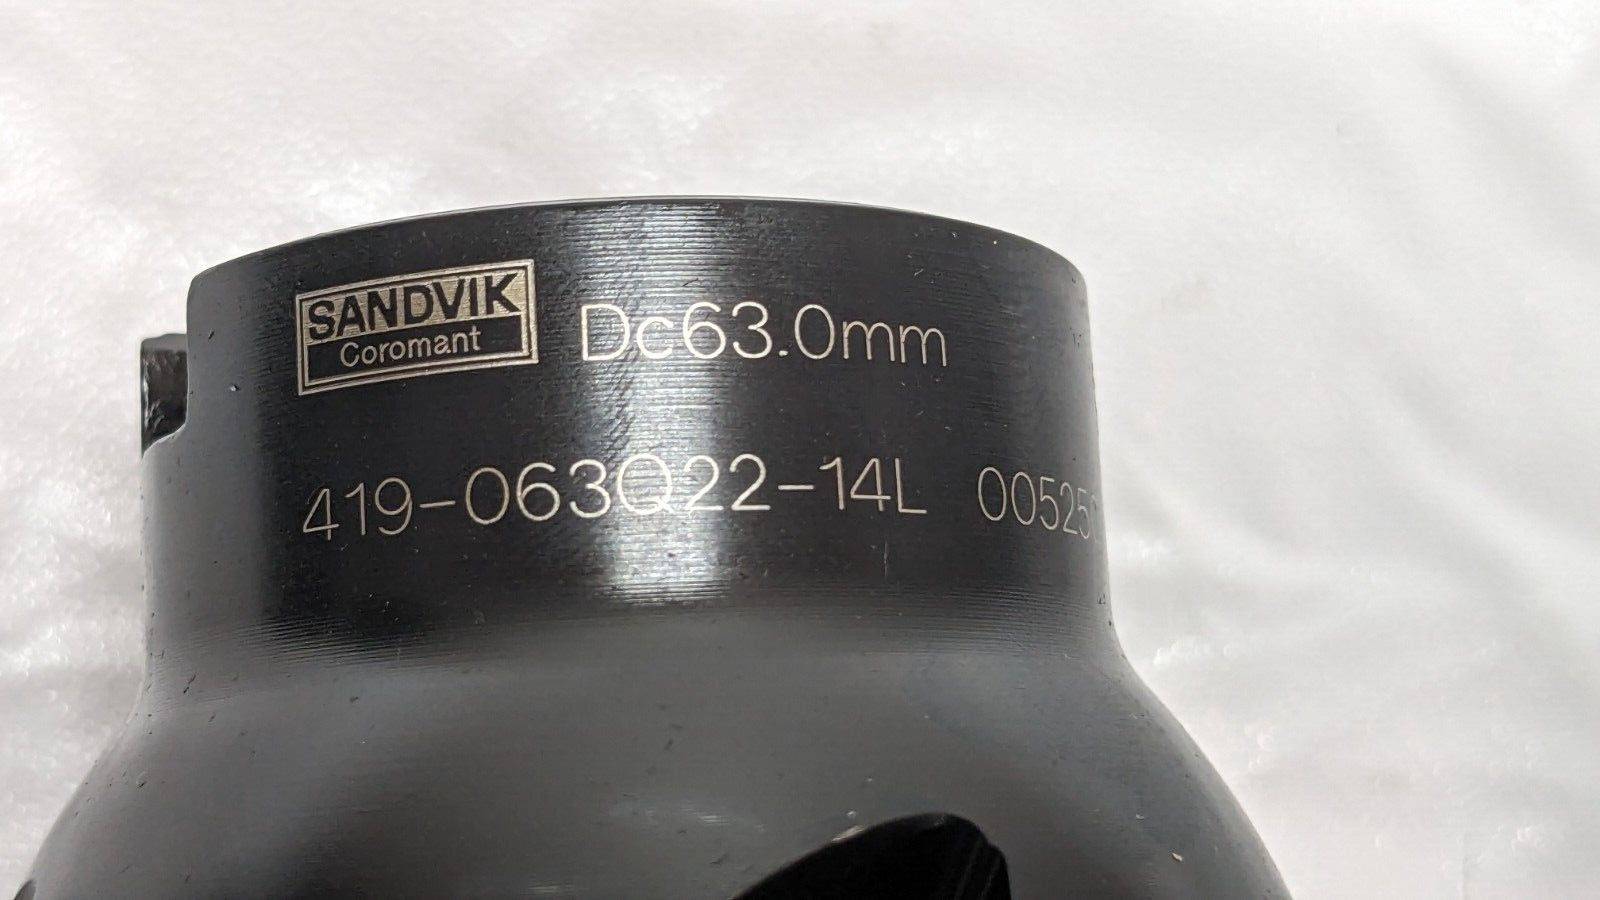 SANDVIK
Coromant
Dc63.0mm
419-063Q22-14L